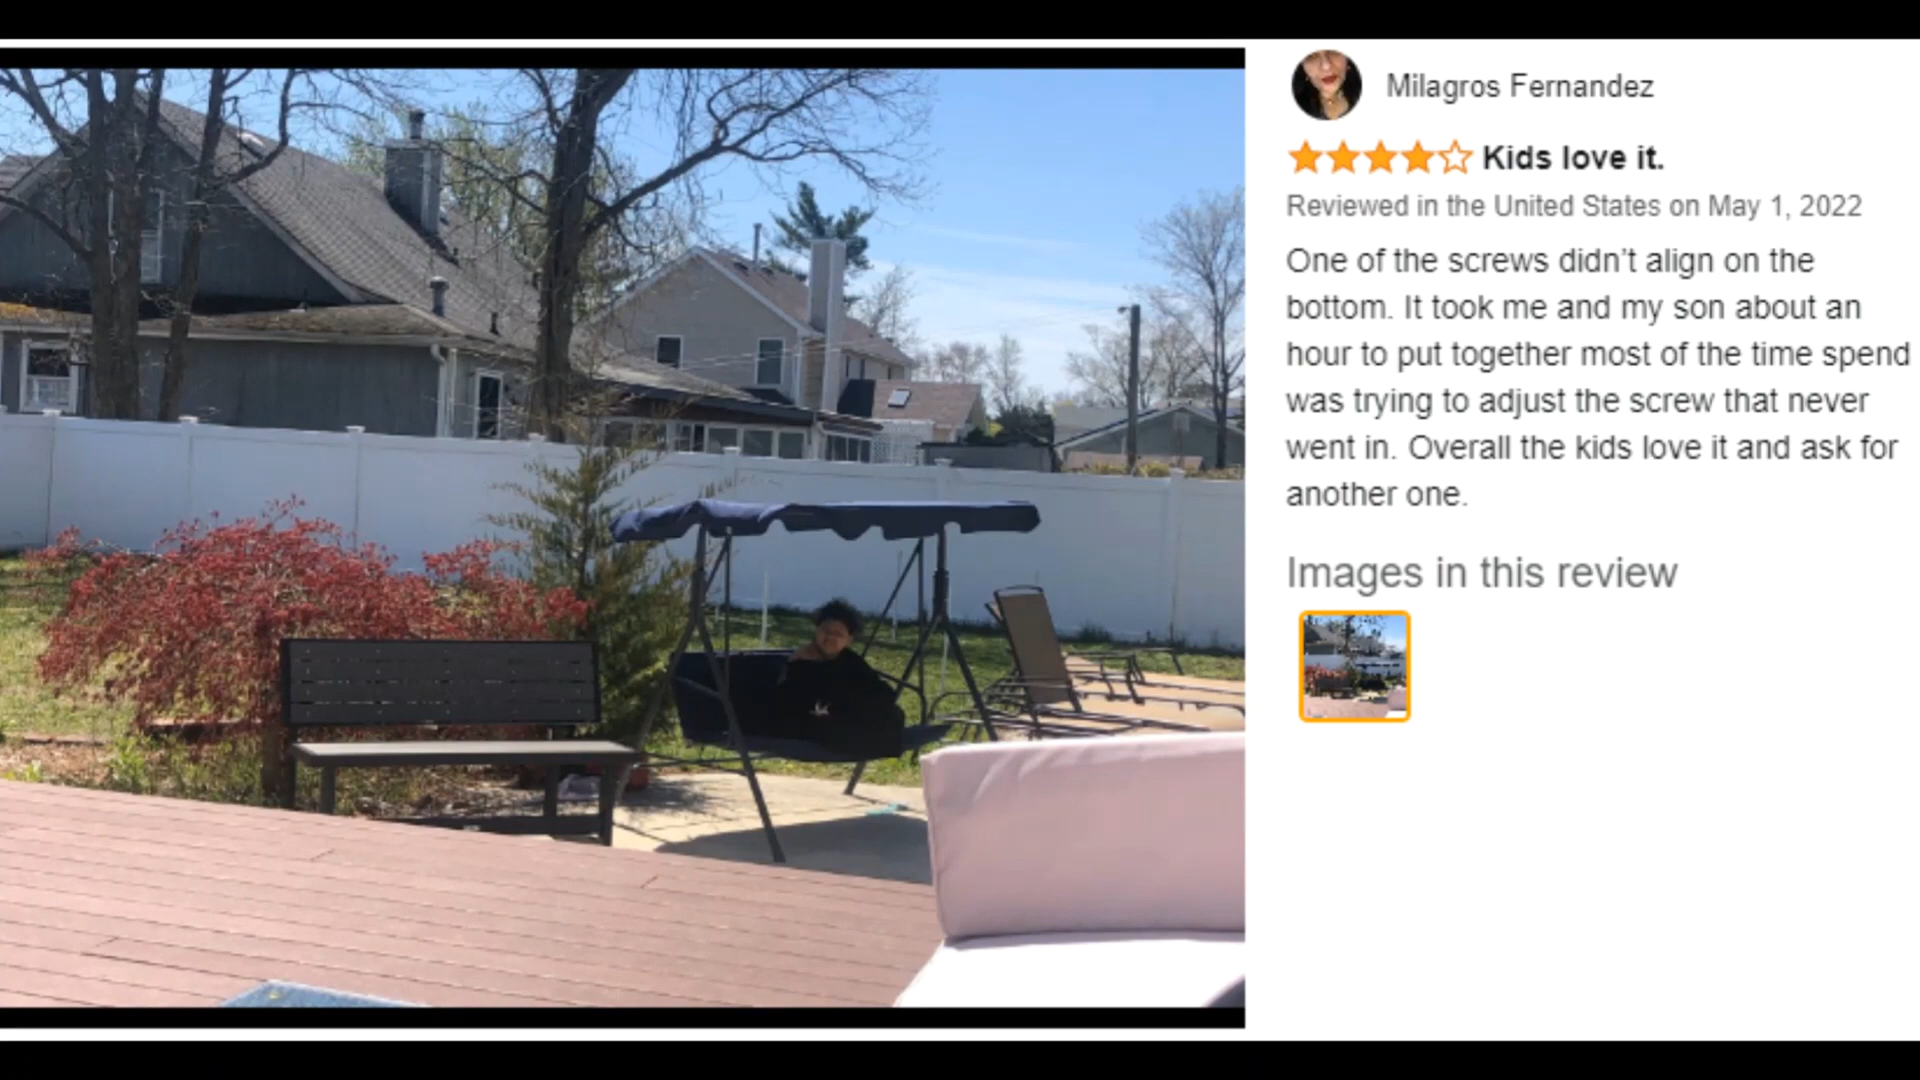 Milagros Fernandez
Kids love it.
Reviewed in the United States on May 1, 2022
One of the screws didn’t align on the
bottom. It took me and my son about an
hour to put together most of the time spend
was trying to adjust the screw that never
went in. Overall the kids love it and ask for
another one.
Images in this review